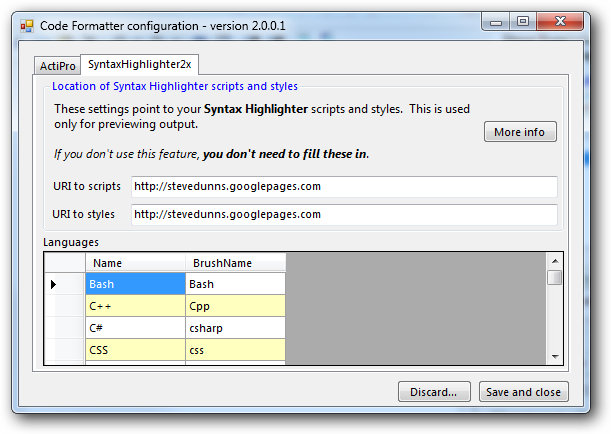 Code Formatter configuration - version 2.0.0.1
ActiPro SyntaxHighlighter2x
Location of Syntax Highlighter scripts and styles
These settings point to your Syntax Highlighter scripts and styles. This is used
only for previewing output.
More info
If you don't use this feature, you don't need to fill these in.
URI to scripts http://stevedunns.googlepages.com
URI to styles http://stevedunns.googlepages.com
Languages
Name BrushName
Bash Bash
C++ Cpp
C# csharp
CSS css
Discard... Save and close